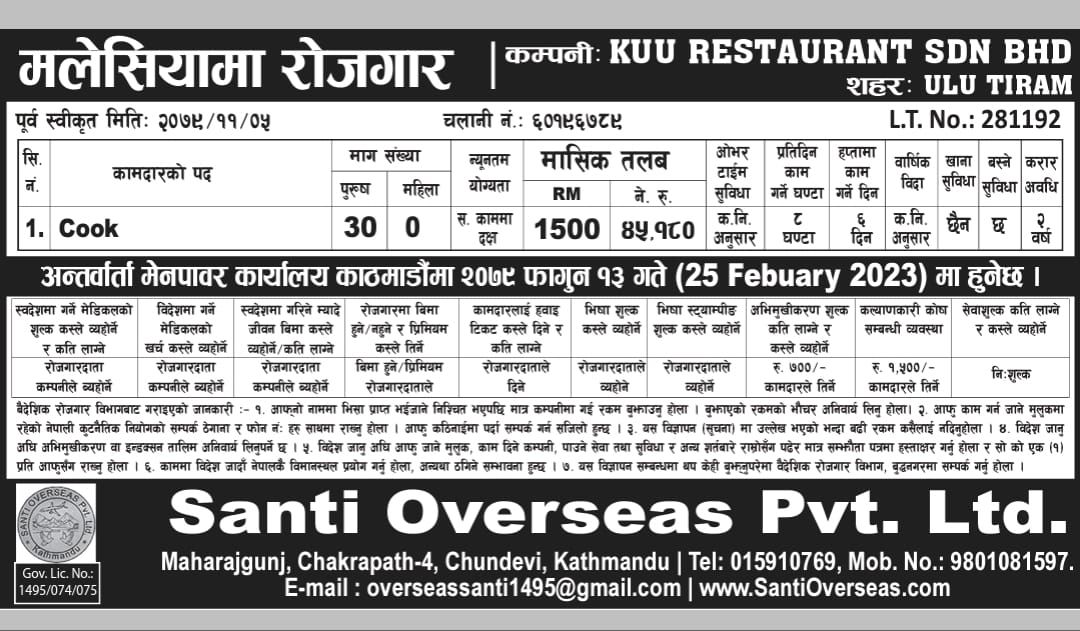 मलेसियामा रोजगार
कम्पनी: KUU RESTAURANT SDN BHD
शहर: ULU TIRAM
पूर्व स्वीकृत मिति: २०७९/११/०५ चलानी नं.: ६०१९६७८९ L.T. No.: 281192
सि. नं. कामदारको पद माग संख्या पुरूष महिला न्यूनतम योग्यता मासिक तलब RM ने. रु. ओभर टाईम सुविधा प्रतिदिन काम गर्ने घण्टा हप्तामा काम गर्ने दिन वार्षिक विदा खाना सुविधा बस्ने सुविधा करार अवधि
1. Cook 30 0 स. काममा दक्ष 1500 ४५,१८० क.नि. अनुसार ८ घण्टा ६ दिन क.नि. अनुसार छैन छ २ वर्ष
अन्तर्वार्ता मेनपावर कार्यालय काठमाडौंमा २०७९ फागुन १३ गते (25 Febuary 2023) मा हुनेछ ।
स्वदेशमा गर्ने मेडिकलको शुल्क कस्ले व्यहोर्ने र कति लाग्ने विदेशमा गर्ने मेडिकलको खर्च कस्ले व्यहोर्ने स्वदेशमा गरिने म्यादे जीवन बिमा कस्ले व्यहोर्ने/कति लाग्ने रोजगारमा बिमा हुने/नहुने र प्रिमियम कस्ले तिर्ने कामदारलाई हवाइ टिकट कस्ले दिने र कति लाग्ने भिषा शुल्क कस्ले व्यहोर्ने भिषा स्ट्याम्पीङ शुल्क कस्ले व्यहोर्ने अभिमुखीकरण शुल्क कति लाग्ने र कस्ले व्यहोर्ने कल्याणकारी कोष सम्बन्धी व्यवस्था सेवाशुल्क कति लाग्ने र कस्ले व्यहोर्ने
रोजगारदाता कम्पनीले ब्यहोर्ने रोजगारदाता कम्पनीले ब्यहोर्ने रोजगारदाता कम्पनीले ब्यहोर्ने बिमा हुने/प्रिमियम रोजगारदाताले रोजगारदाताले दिने रोजगारदाताले व्यहोने रोजगारदाताले व्यहोर्ने रु. ७००/- कामदारले तिर्ने रु. १,५००/- कामदारले तिर्ने निःशुल्क
बैदेशिक रोजगार विभागबाट गराइएको जानकारी :- १. आफ्नो नाममा भिसा प्राप्त भईजाने निश्चित भएपछि मात्र कम्पनीमा गई रकम बुझाउनु होला । बुझाएको रकमको भौचर अनिवार्य लिनु होला। २. आफु काम गर्न जाने मुलुकमा
रहेको नेपाली कुटनैतिक नियोगको सम्पर्क ठेगाना र फोन नं: हरु साथमा राख्नु होला । आफु कठिनाईमा पर्दा सम्पर्क गर्न सजिलो हुन्छ । ३. यस विज्ञापन (सूचना) मा उल्लेख भएको भन्दा बढी रकम कसैलाई नदिनुहोला । ४. विदेश जानु
अघि अभिमुखीकरण वा इन्डक्सन तालिम अनिवार्य लिनुपर्ने छ । ५. विदेश जानु अघि आफु जाने मुलुक, काम दिने कम्पनी, पाउने सेवा तथा सुविधा र अन्य शर्तबारे राम्रोसँग पढेर मात्र सम्झौता पत्रमा हस्ताक्षर गर्नु होला र सो को एक (१)
प्रति आफुसँग राख्नु होला । ६. काममा विदेश जादाँ नेपालकै विमानस्थल प्रयोग गर्नु होला, अन्यथा ठगिने सम्भावना हुन्छ । ७. यस विज्ञापन सम्बन्धमा थप केही बुझ्नुपरेमा वैदेशिक रोजगार विभाग, बुद्धनगरमा सम्पर्क गर्नु होला ।
SANTI OVERSEAS PVT. Ltd.
Kathmandu
Gov. Lic. No.:
1495/074/075
Santi Overseas Pvt. Ltd.
Maharajgunj, Chakrapath-4, Chundevi, Kathmandu | Tel: 015910769, Mob. No.: 9801081597.
E-mail : overseassanti1495@gmail.com | www.SantiOverseas.com